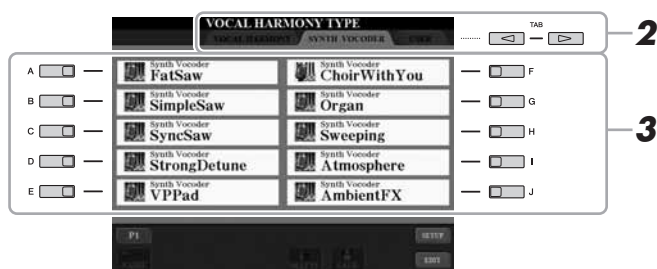 VOCAL HARMONY TYPE
VOCAL HARMONY SYNTH VOCODER USER
TAB
2
A Synth Vocoder FatSaw Synth Vocoder ChoirWithYou F
B Synth Vocoder SimpleSaw Synth Vocoder Organ G
C Synth Vocoder SyncSaw Synth Vocoder Sweeping H
D Synth Vocoder StrongDetune Synth Vocoder Atmosphere I
E Synth Vocoder VPPad Synth Vocoder AmbientFX J
3
P1 SETUP
EDIT